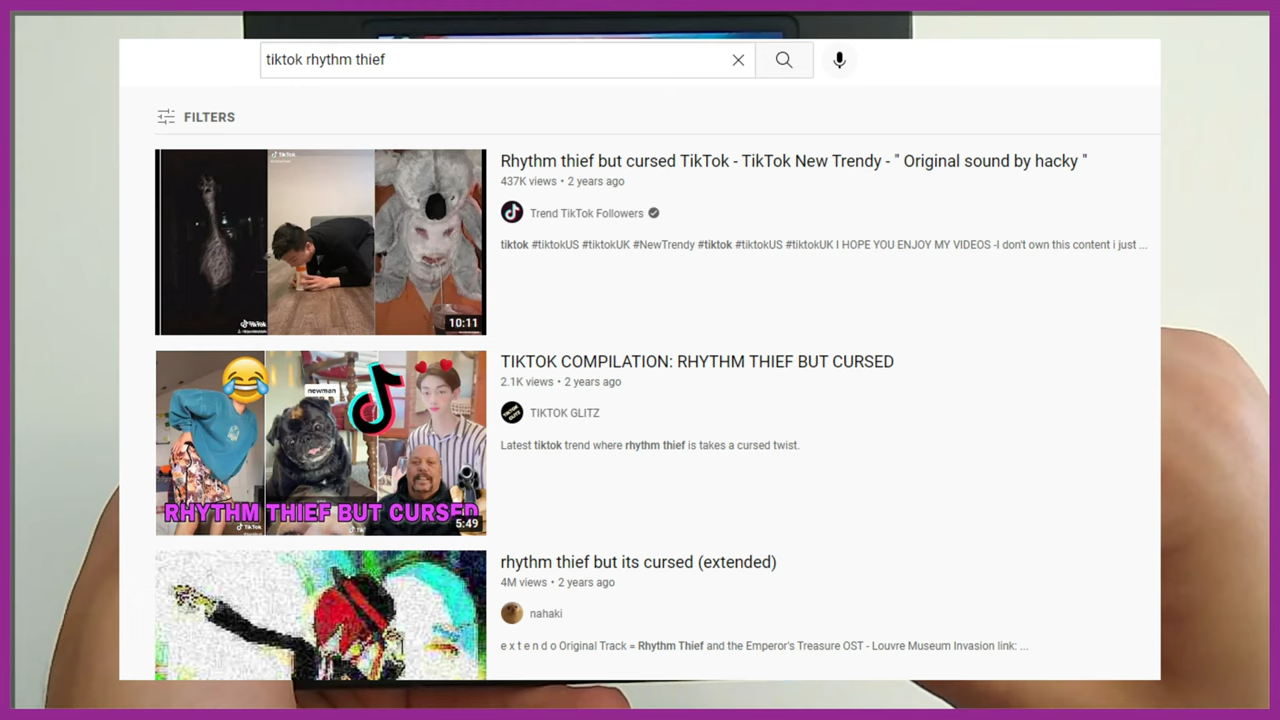 tiktok rhythm thief
FILTERS
Rhythm thief but cursed TikTok - TikTok New Trendy - " Original sound by hacky "
437K views • 2 years ago
Trend TikTok Followers
tiktok #tiktokUS #tiktokUK #NewTrendy #tiktok #tiktokUS #tiktokUK I HOPE YOU ENJOY MY VIDEOS -I don't own this content i just ...
TikTok
TikTok
10:11
TIKTOK COMPILATION: RHYTHM THIEF BUT CURSED
2.1K views • 2 years ago
TIKTOK GLITZ
Latest tiktok trend where rhythm thief is takes a cursed twist.
newman
RHYTHM THIEF BUT CURSED
TikTok
5:49
rhythm thief but its cursed (extended)
4M views • 2 years ago
nahaki
e x t e n d o Original Track = Rhythm Thief and the Emperor's Treasure OST - Louvre Museum Invasion link: ...